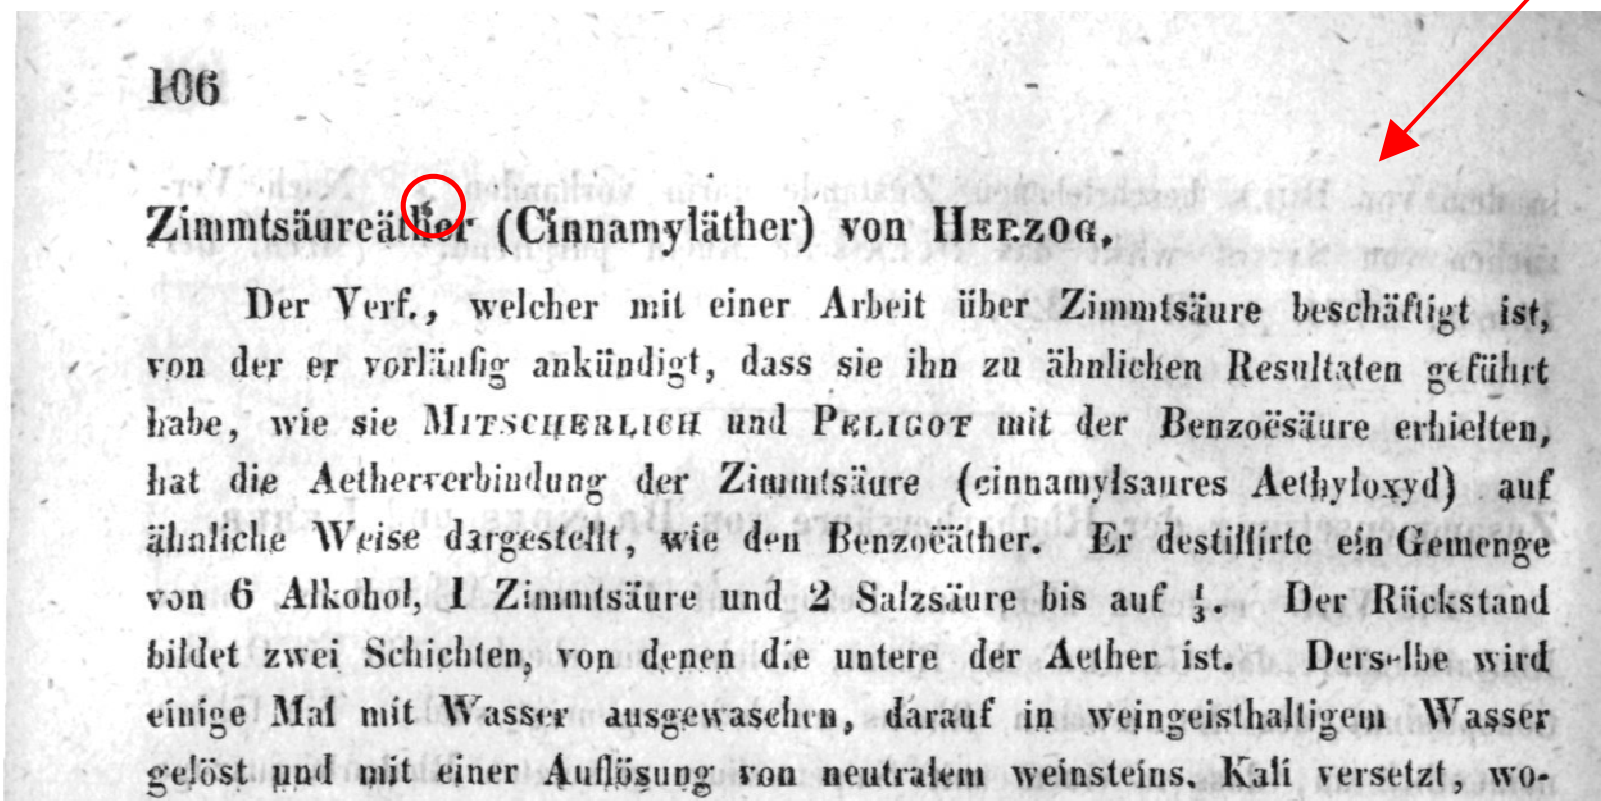 106
Zimmtsäureäther (Cinnamyläther) von HERZOG.
Der Verf., welcher mit einer Arbeit über Zimmtsäure beschäftigt ist,
von der er vorläufig ankündigt, dass sie ihn zu ähnlichen Resultaten geführt
habe, wie sie MITSCHERLICH und PELIGOT mit der Benzoësäure erhielten,
hat die Aetherverbindung der Zimmtsäure (cinnamylsaures Aethyloxyd) auf
ähnliche Weise dargestellt, wie den Benzoëäther. Er destillirte ein Gemenge
von 6 Alkohol, 1 Zimmtsäure und 2 Salzsäure bis auf ⅓. Der Rückstand
bildet zwei Schichten, von denen die untere der Aether ist. Derselbe wird
einige Mal mit Wasser ausgewaschen, darauf in weingeisthaltigem Wasser
gelöst und mit einer Auflösung von neutralem weinsteins. Kali versetzt, wo-